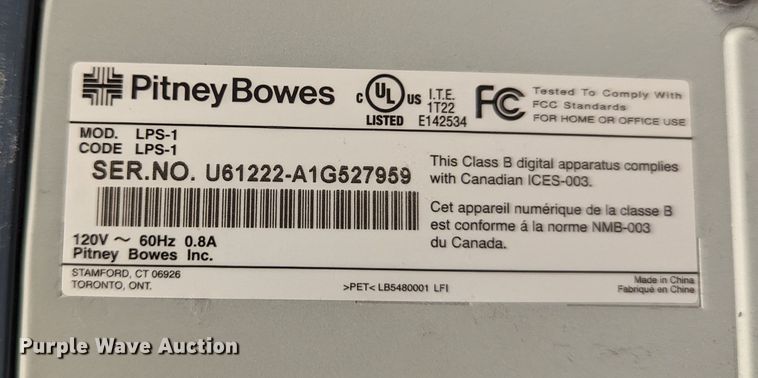 Pitney Bowes
C UL US
LISTED
I.T.E.
1T22
E142534
FC
Tested To Comply With
FCC Standards
FOR HOME OR OFFICE USE
MOD. LPS-1
CODE LPS-1
SER.NO. U61222-A1G527959
120V ~ 60Hz 0.8A
Pitney Bowes Inc.
This Class B digital apparatus complies
with Canadian ICES-003.
Cet appareil numérique de la classe B
est conforme á la norme NMB-003
du Canada.
STAMFORD, CT 06926
TORONTO, ONT.
>PET< LB5480001 LFI
Made in China
Fabriqué en Chine
Purple Wave Auction